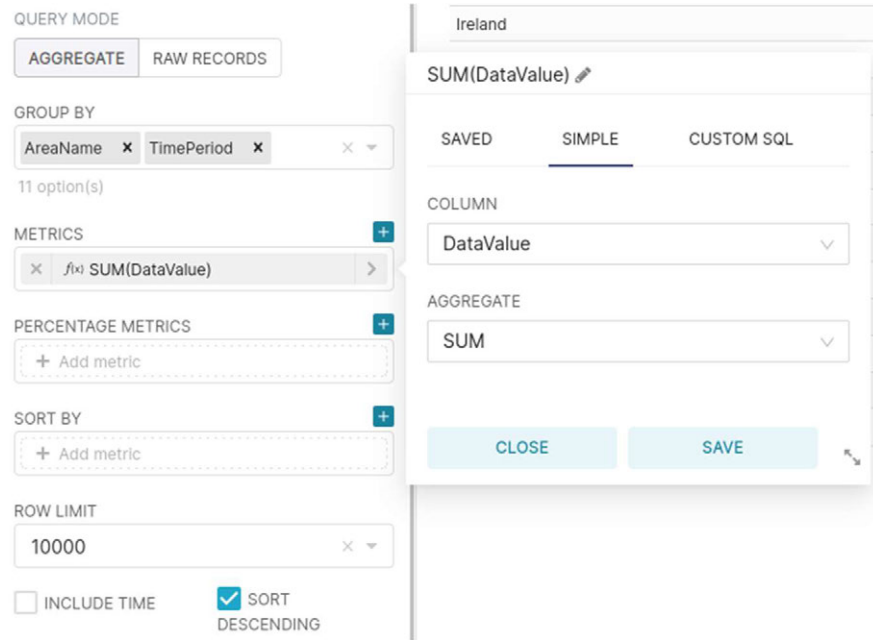 QUERY MODE
AGGREGATE RAW RECORDS
GROUP BY
AreaName × TimePeriod ×
11 option(s)
METRICS
f(x) SUM(DataValue)
PERCENTAGE METRICS
+ Add metric
SORT BY
+ Add metric
ROW LIMIT
10000
INCLUDE TIME
SORT
DESCENDING
Ireland
SUM(DataValue)
SAVED SIMPLE CUSTOM SQL
COLUMN
DataValue
AGGREGATE
SUM
CLOSE SAVE